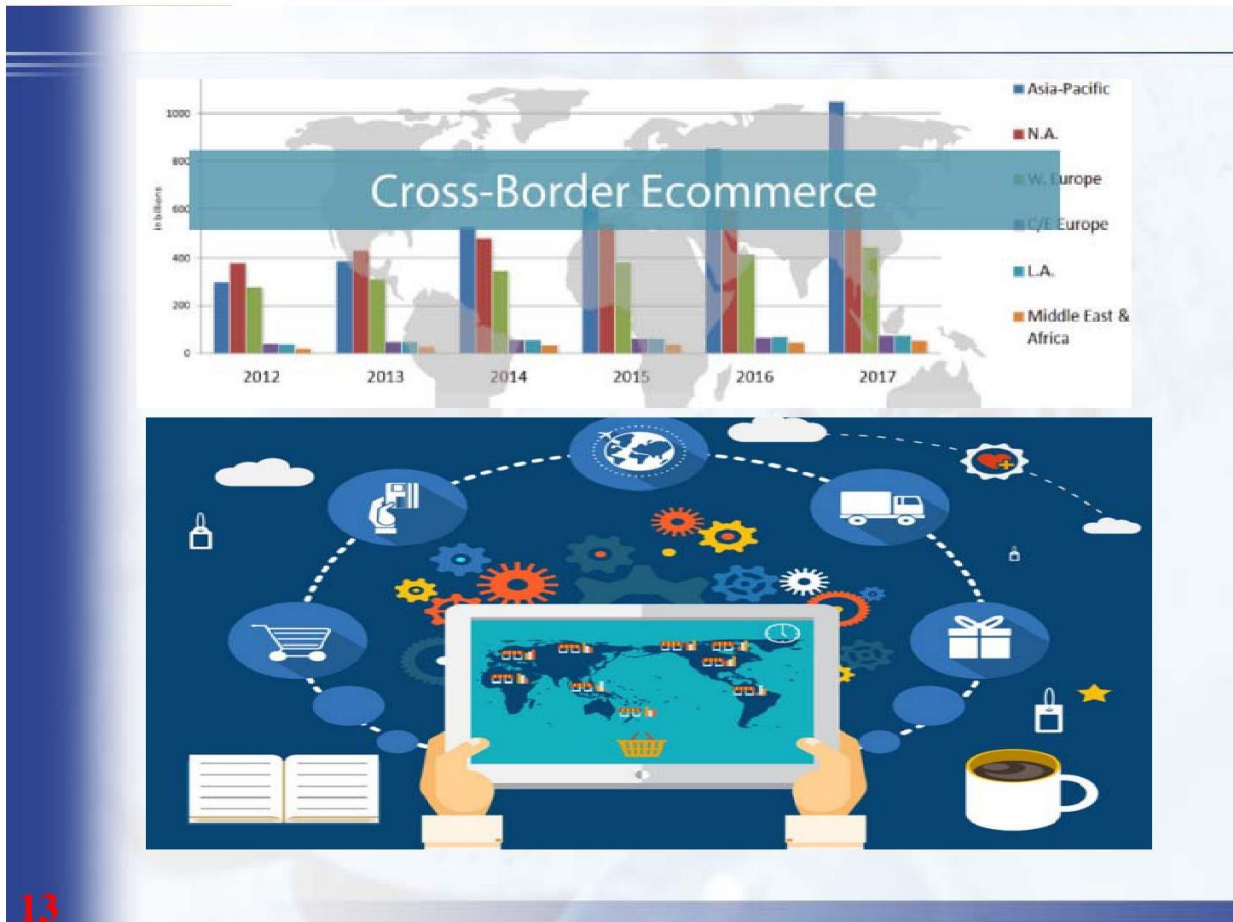 Asia-Pacific
N.A.
W. Europe
C/E Europe
L.A.
Middle East &
Africa
1000
800
600
400
200
0
in billions
Cross-Border Ecommerce
2012
2013
2014
2015
2016
2017
13